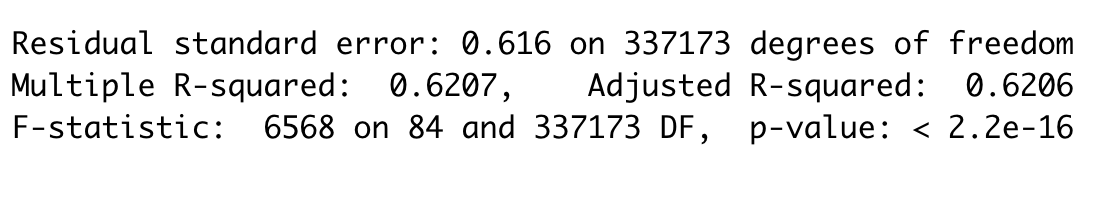 Residual standard error: 0.616 on 337173 degrees of freedom
Multiple R-squared:  0.6207,    Adjusted R-squared:  0.6206
F-statistic:  6568 on 84 and 337173 DF,  p-value: < 2.2e-16